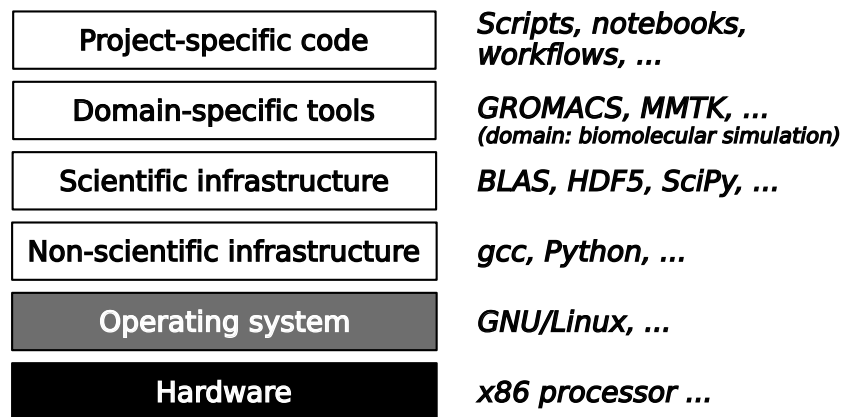 Project-specific code
Scripts, notebooks,
workflows, ...
Domain-specific tools
GROMACS, MMTK, ...
(domain: biomolecular simulation)
Scientific infrastructure
BLAS, HDF5, SciPy, ...
Non-scientific infrastructure
gcc, Python, ...
Operating system
GNU/Linux, ...
Hardware
x86 processor ...